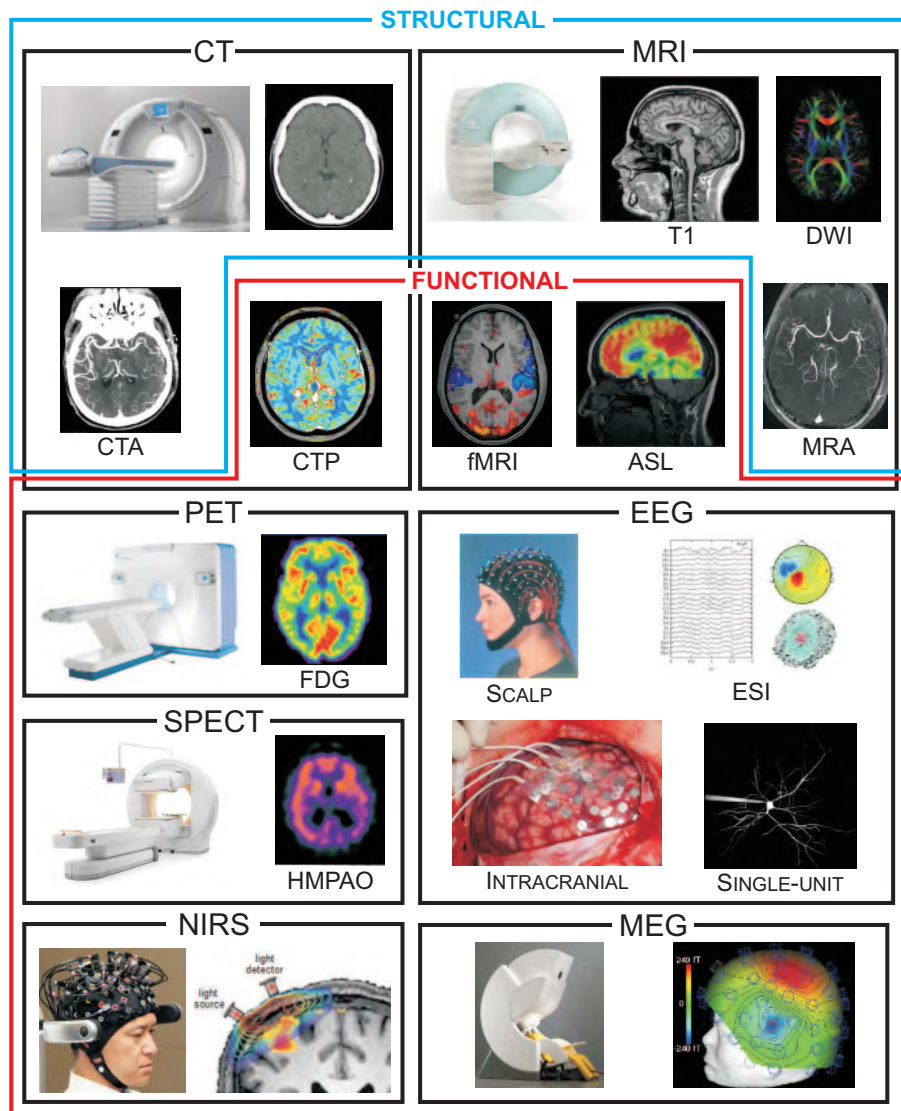 STRUCTURAL
CT
MRI
T1
DWI
FUNCTIONAL
CTA
CTP
fMRI
ASL
MRA
PET
EEG
FDG
SCALP
ESI
SPECT
HMPAO
INTRACRANIAL
SINGLE-UNIT
NIRS
light
detector
light
source
MEG
240 fT
0
-240 fT